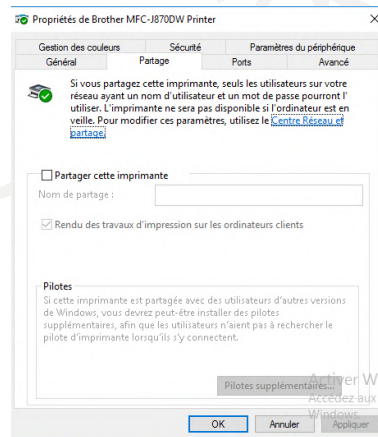 Propriétés de Brother MFC-J870DW Printer
Gestion des couleurs Sécurité Paramètres du périphérique
Général Partage Ports Avancé
Si vous partagez cette imprimante, seuls les utilisateurs sur votre
réseau ayant un nom d'utilisateur et un mot de passe pourront l'
utiliser. L'imprimante ne sera pas disponible si l'ordinateur est en
veille. Pour modifier ces paramètres, utilisez le Centre Réseau et
partage.
Partager cette imprimante
Nom de partage :
Rendu des travaux d'impression sur les ordinateurs clients
Pilotes
Si cette imprimante est partagée avec des utilisateurs d'autres versions
de Windows, vous devrez peut-être installer des pilotes
supplémentaires, afin que les utilisateurs n'aient pas à rechercher le
pilote d'imprimante lorsqu'ils s'y connectent.
Pilotes supplémentaires...
Activer W
Accédez aux
Windows.
OK Annuler Appliquer